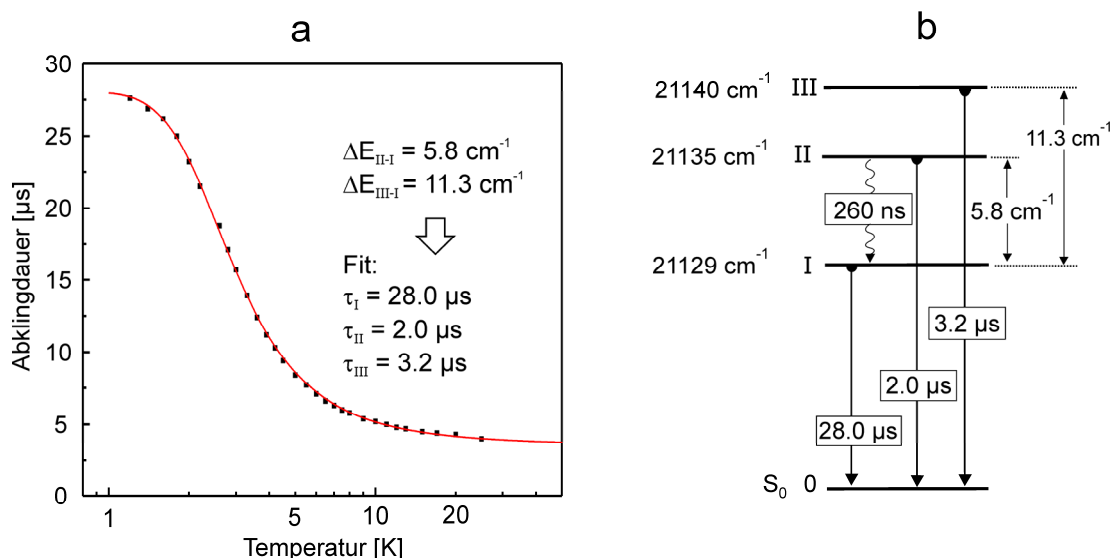 a
30
25
20
15
10
5
0
Abklingdauer [µs]
1
5
10
20
Temperatur [K]
ΔE_II-I = 5.8 cm⁻¹
ΔE_III-I = 11.3 cm⁻¹
Fit:
τ_I = 28.0 µs
τ_II = 2.0 µs
τ_III = 3.2 µs
b
21140 cm⁻¹ III
11.3 cm⁻¹
21135 cm⁻¹ II
260 ns
5.8 cm⁻¹
21129 cm⁻¹ I
3.2 µs
2.0 µs
28.0 µs
S₀ 0